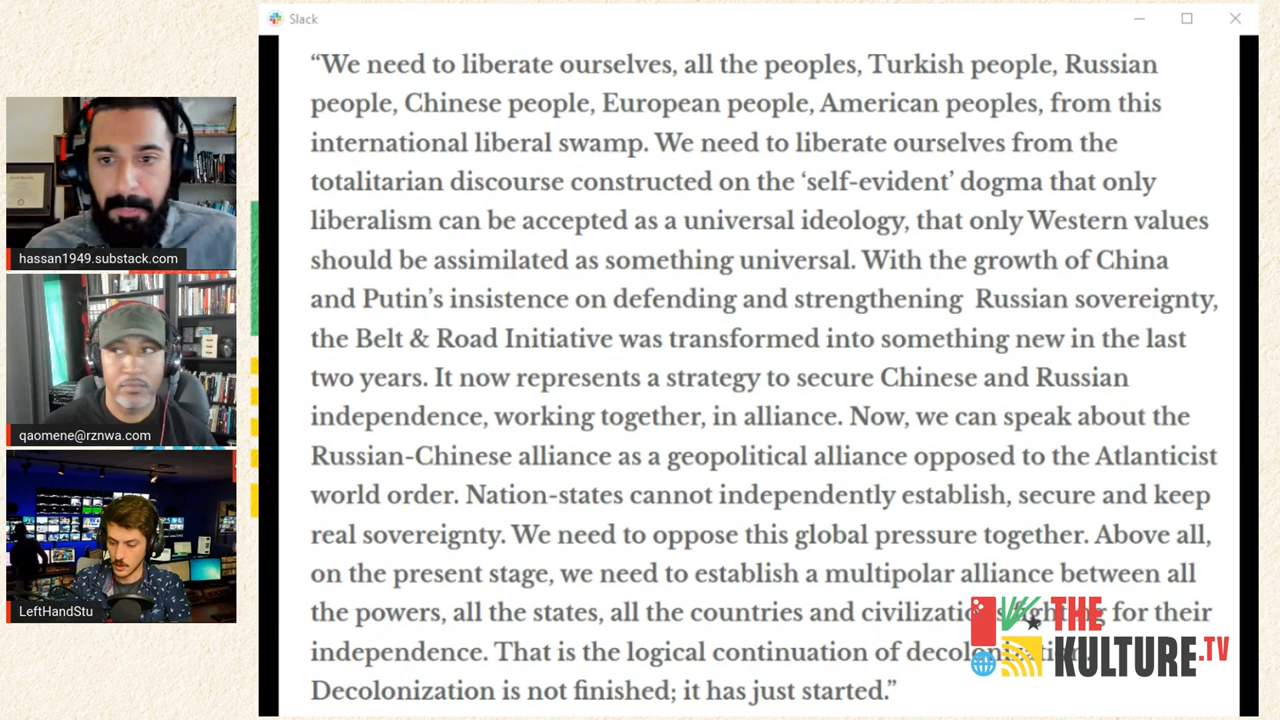 Slack
“We need to liberate ourselves, all the peoples, Turkish people, Russian
people, Chinese people, European people, American peoples, from this
international liberal swamp. We need to liberate ourselves from the
totalitarian discourse constructed on the ‘self-evident’ dogma that only
liberalism can be accepted as a universal ideology, that only Western values
should be assimilated as something universal. With the growth of China
and Putin’s insistence on defending and strengthening Russian sovereignty,
the Belt & Road Initiative was transformed into something new in the last
two years. It now represents a strategy to secure Chinese and Russian
independence, working together, in alliance. Now, we can speak about the
Russian-Chinese alliance as a geopolitical alliance opposed to the Atlanticist
world order. Nation-states cannot independently establish, secure and keep
real sovereignty. We need to oppose this global pressure together. Above all,
on the present stage, we need to establish a multipolar alliance between all
the powers, all the states, all the countries and civilizations fighting for their
independence. That is the logical continuation of decolonization.
Decolonization is not finished; it has just started.”
hassan1949.substack.com
qaomene@rznwa.com
LeftHandStu
THE
KULTURE.TV